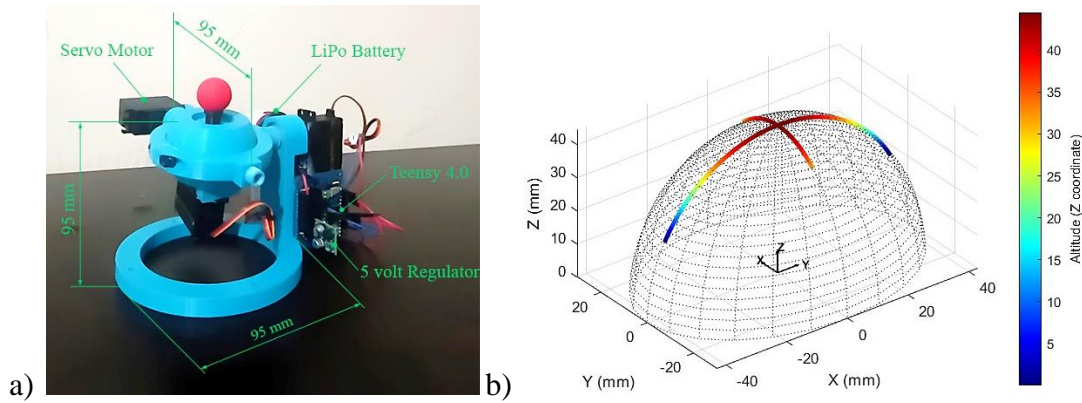 95 mm
Servo Motor
LiPo Battery
95 mm
Teensy 4.0
5 volt Regulator
95 mm
a)
40
30
20
10
0
Z (mm)
20
0
-20
Y (mm)
-40
-20
0
20
40
X (mm)
Z
X
Y
40
35
30
25
20
15
10
5
0
Altitude (Z coordinate)
b)